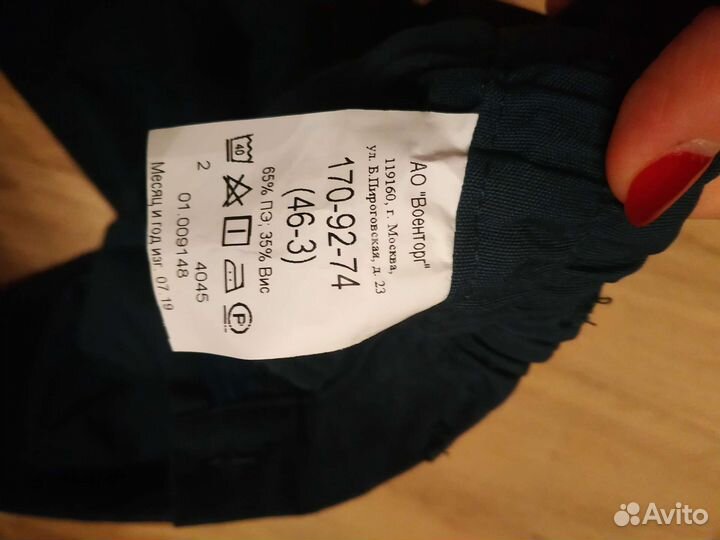 АО "Военторг"
119160, г. Москва,
ул. Б.Пироговская, д. 23
170-92-74
(46-3)
65% ПЭ; 35% Вис
40
P
01.009148 4045
2
Месяц и год изг. 07.19
Avito